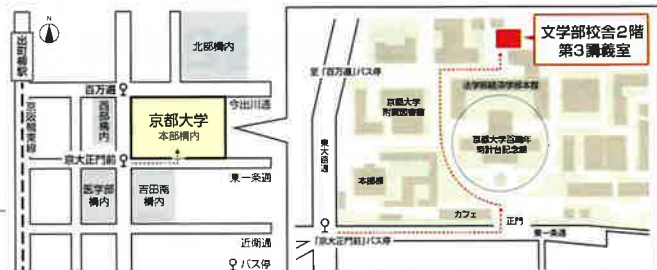 N
北部構内
出町柳駅
百万遍
今出川通
京阪鴨東線
西部構内
京都大学
本部構内
京大正門前
東一条通
医学部
構内
吉田南
構内
近衛通
バス停
文学部校舎2階
第3講義室
至「百万遍」バス停
法学部経済学部本館
京都大学
附属図書館
京都大学百周年
時計台記念館
東大路通
本部棟
カフェ
正門
東一条通
「京大正門前」バス停